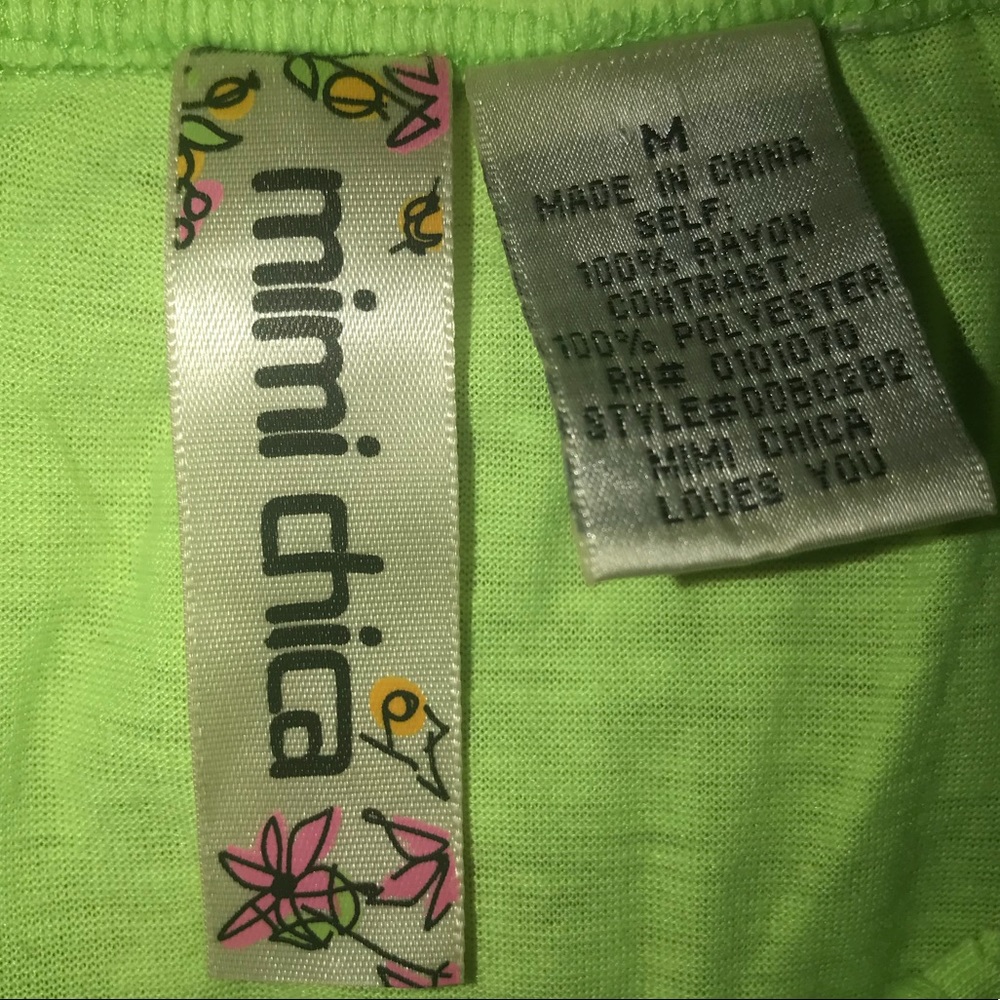 mimi chica
M
MADE IN CHINA
SELF:
100% RAYON
CONTRAST:
100% POLYESTER
RN# 0101070
STYLE#00BC282
MIMI CHICA
LOVES YOU